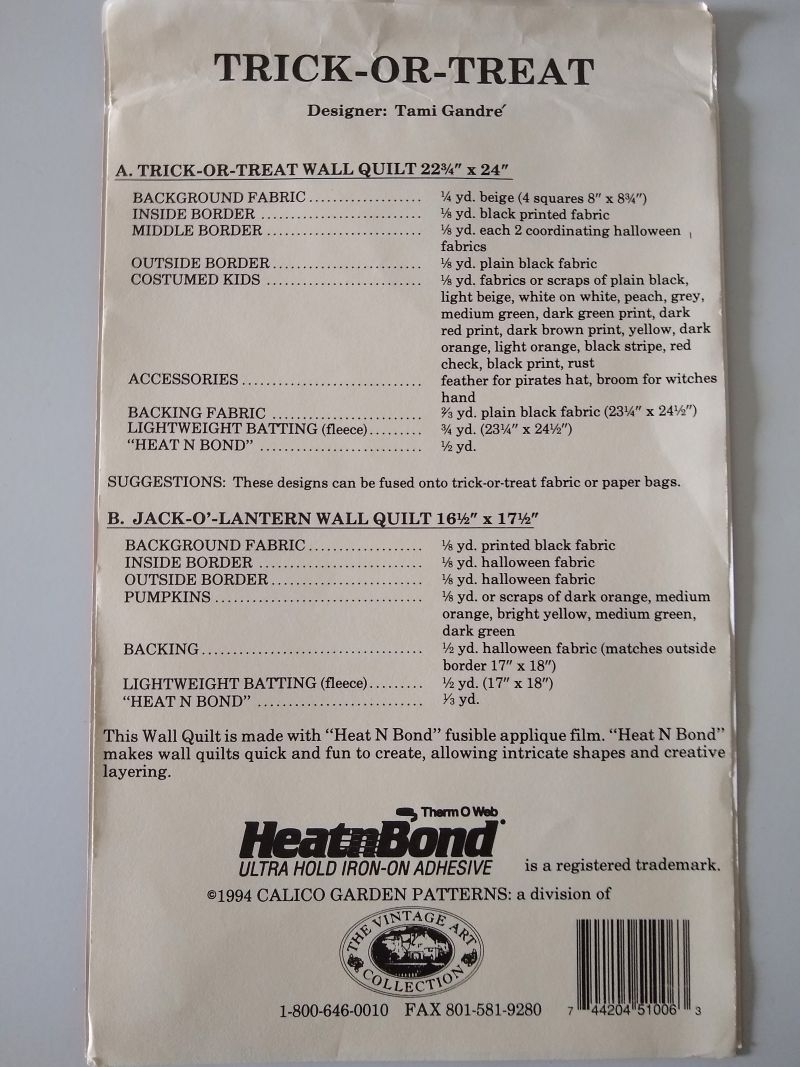 TRICK-OR-TREAT
Designer: Tami Gandre´
A. TRICK-OR-TREAT WALL QUILT 22¾″ x 24″
BACKGROUND FABRIC................... ¼ yd. beige (4 squares 8″ x 8¾″)
INSIDE BORDER .......................... ⅛ yd. black printed fabric
MIDDLE BORDER ......................... ⅛ yd. each 2 coordinating halloween
fabrics
OUTSIDE BORDER........................ ⅛ yd. plain black fabric
COSTUMED KIDS ......................... ⅛ yd. fabrics or scraps of plain black,
light beige, white on white, peach, grey,
medium green, dark green print, dark
red print, dark brown print, yellow, dark
orange, light orange, black stripe, red
check, black print, rust
ACCESSORIES ............................. feather for pirates hat, broom for witches
hand
BACKING FABRIC ........................ ⅔ yd. plain black fabric (23¼″ x 24½″)
LIGHTWEIGHT BATTING (fleece)......... ¾ yd. (23¼″ x 24½″)
“HEAT N BOND” .......................... ½ yd.
SUGGESTIONS: These designs can be fused onto trick-or-treat fabric or paper bags.
B. JACK-O’-LANTERN WALL QUILT 16½″ x 17½″
BACKGROUND FABRIC................... ⅛ yd. printed black fabric
INSIDE BORDER .......................... ⅛ yd. halloween fabric
OUTSIDE BORDER........................ ⅛ yd. halloween fabric
PUMPKINS ................................. ⅛ yd. or scraps of dark orange, medium
orange, bright yellow, medium green,
dark green
BACKING.................................... ½ yd. halloween fabric (matches outside
border 17″ x 18″)
LIGHTWEIGHT BATTING (fleece)......... ½ yd. (17″ x 18″)
“HEAT N BOND” .......................... ⅓ yd.
This Wall Quilt is made with “Heat N Bond” fusible applique film. “Heat N Bond”
makes wall quilts quick and fun to create, allowing intricate shapes and creative
layering.
Therm O Web
HeatnBond
ULTRA HOLD IRON-ON ADHESIVE is a registered trademark.
©1994 CALICO GARDEN PATTERNS: a division of
THE VINTAGE ART
COLLECTION
1-800-646-0010 FAX 801-581-9280
7 44204 51006 3